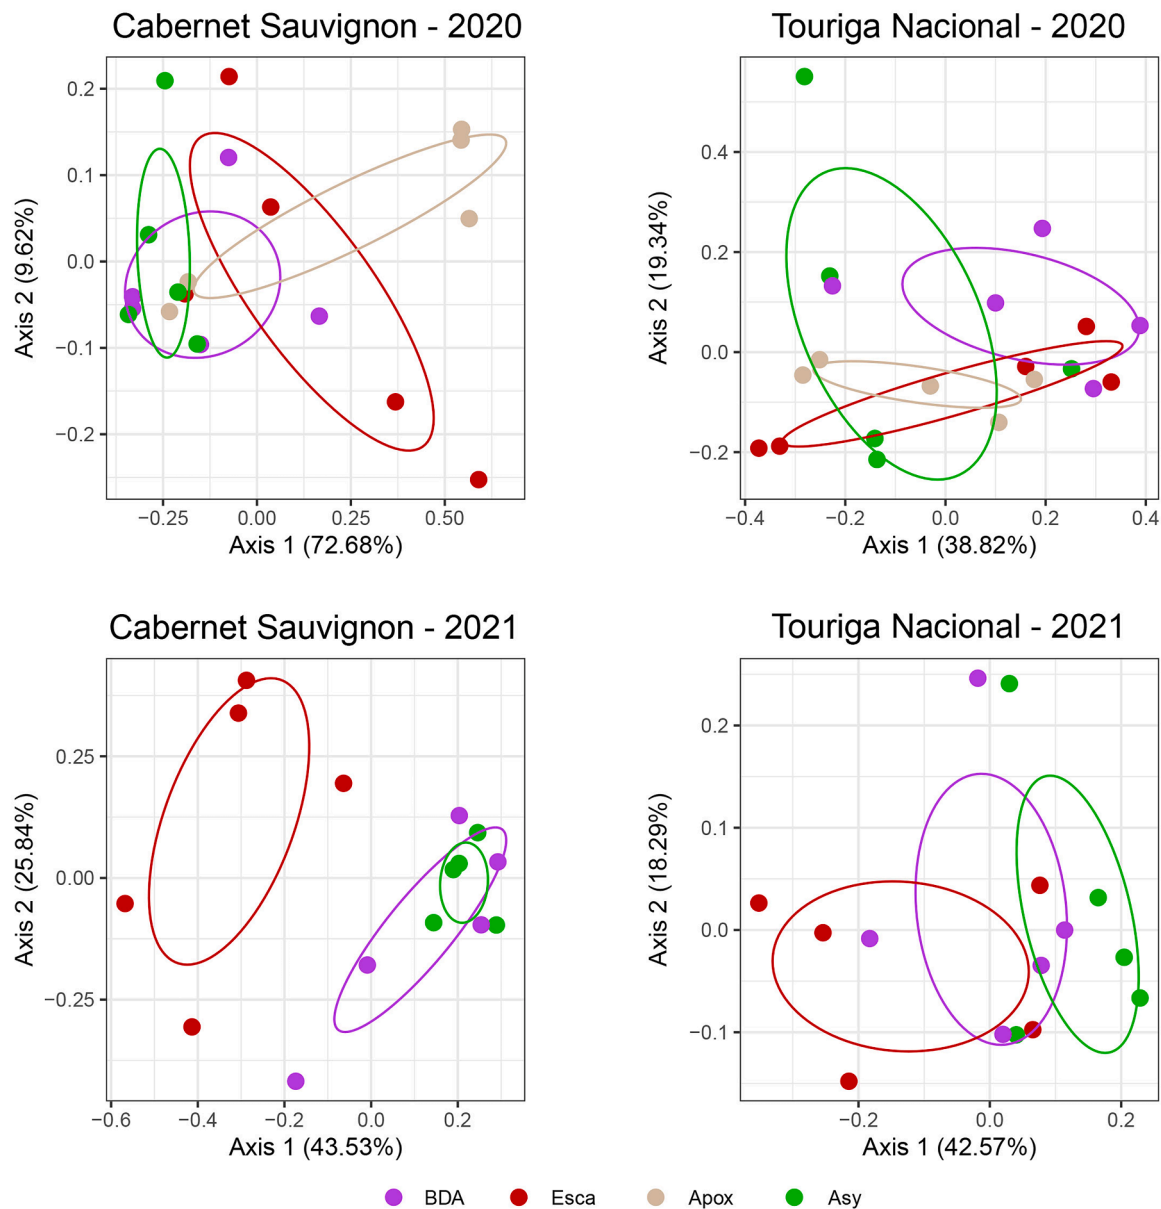 Cabernet Sauvignon - 2020
Touriga Nacional - 2020
Axis 2 (9.62%)
0.2
0.1
0.0
−0.1
−0.2
−0.25
0.00
0.25
0.50
Axis 1 (72.68%)
Axis 2 (19.34%)
0.4
0.2
0.0
−0.2
−0.4
−0.2
0.0
0.2
0.4
Axis 1 (38.82%)
Cabernet Sauvignon - 2021
Touriga Nacional - 2021
Axis 2 (25.84%)
0.25
0.00
−0.25
−0.6
−0.4
−0.2
0.0
0.2
Axis 1 (43.53%)
Axis 2 (18.29%)
0.2
0.1
0.0
−0.1
−0.2
0.0
0.2
Axis 1 (42.57%)
BDA
Esca
Apox
Asy